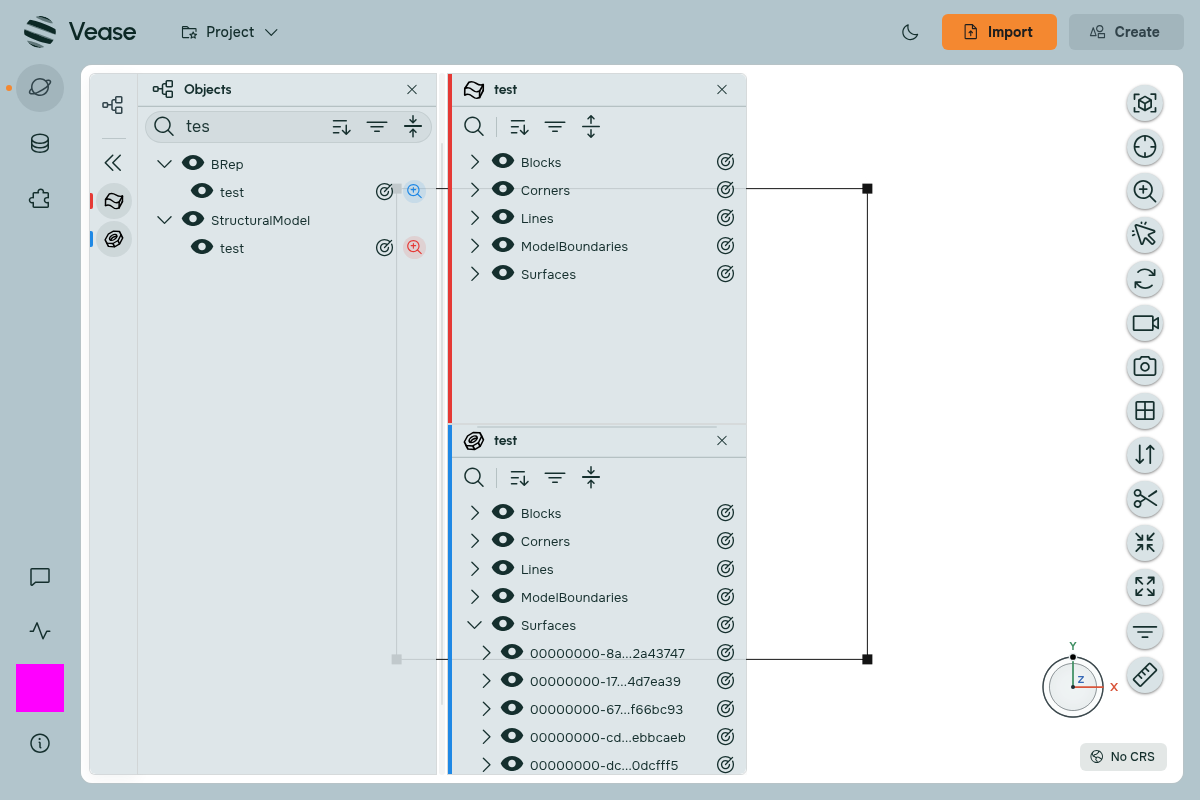 Vease
Project
Import
Create
Objects
tes
BRep
test
StructuralModel
test
test
Blocks
Corners
Lines
ModelBoundaries
Surfaces
test
Blocks
Corners
Lines
ModelBoundaries
Surfaces
00000000-8a...2a43747
00000000-17...4d7ea39
00000000-67...f66bc93
00000000-cd...ebbcaeb
00000000-dc...0dcfff5
Y
Z
X
No CRS